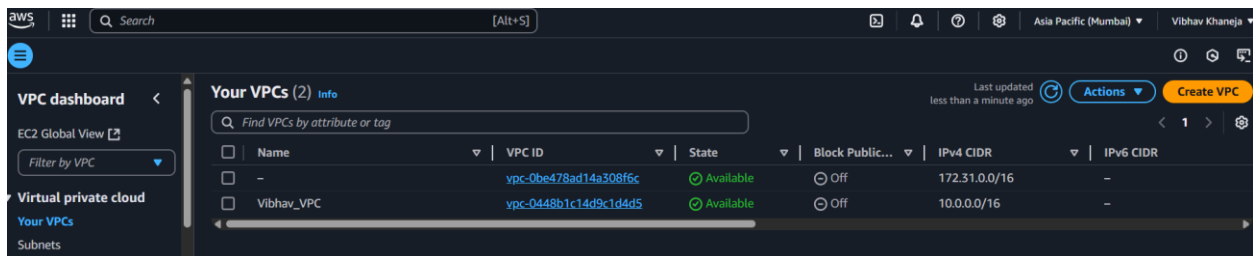 aws Search [Alt+S] Asia Pacific (Mumbai) ▼ Vibhav Khaneja ▼
VPC dashboard
EC2 Global View
Filter by VPC
Virtual private cloud
Your VPCs
Subnets
Your VPCs (2) Info
Last updated
less than a minute ago
Actions ▼
Create VPC
Find VPCs by attribute or tag
< 1 >
Name VPC ID State Block Public... IPv4 CIDR IPv6 CIDR
– vpc-0be478ad14a308f6c Available Off 172.31.0.0/16 –
Vibhav_VPC vpc-0448b1c14d9c1d4d5 Available Off 10.0.0.0/16 –